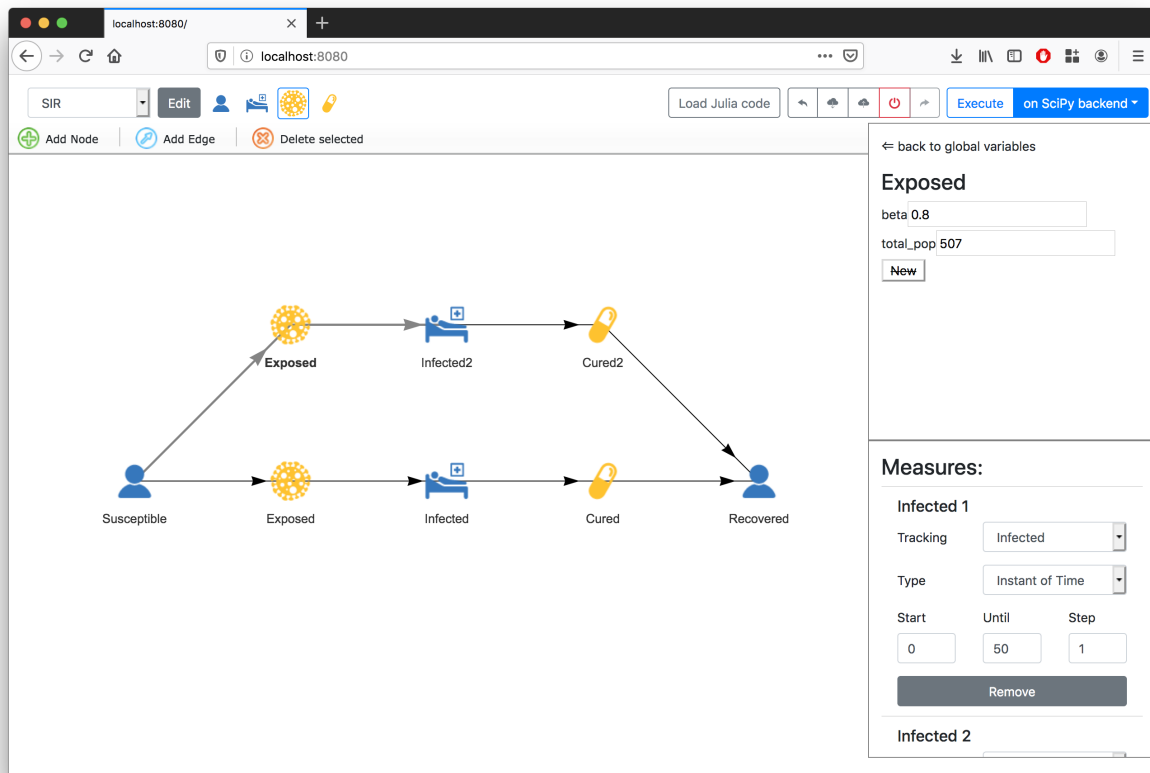 localhost:8080/
localhost:8080
SIR
Edit
Load Julia code
Execute
on SciPy backend
Add Node
Add Edge
Delete selected
⇐ back to global variables
Exposed
beta 0.8
total_pop 507
New
Exposed
Infected2
Cured2
Susceptible
Exposed
Infected
Cured
Recovered
Measures:
Infected 1
Tracking Infected
Type Instant of Time
Start Until Step
0 50 1
Remove
Infected 2